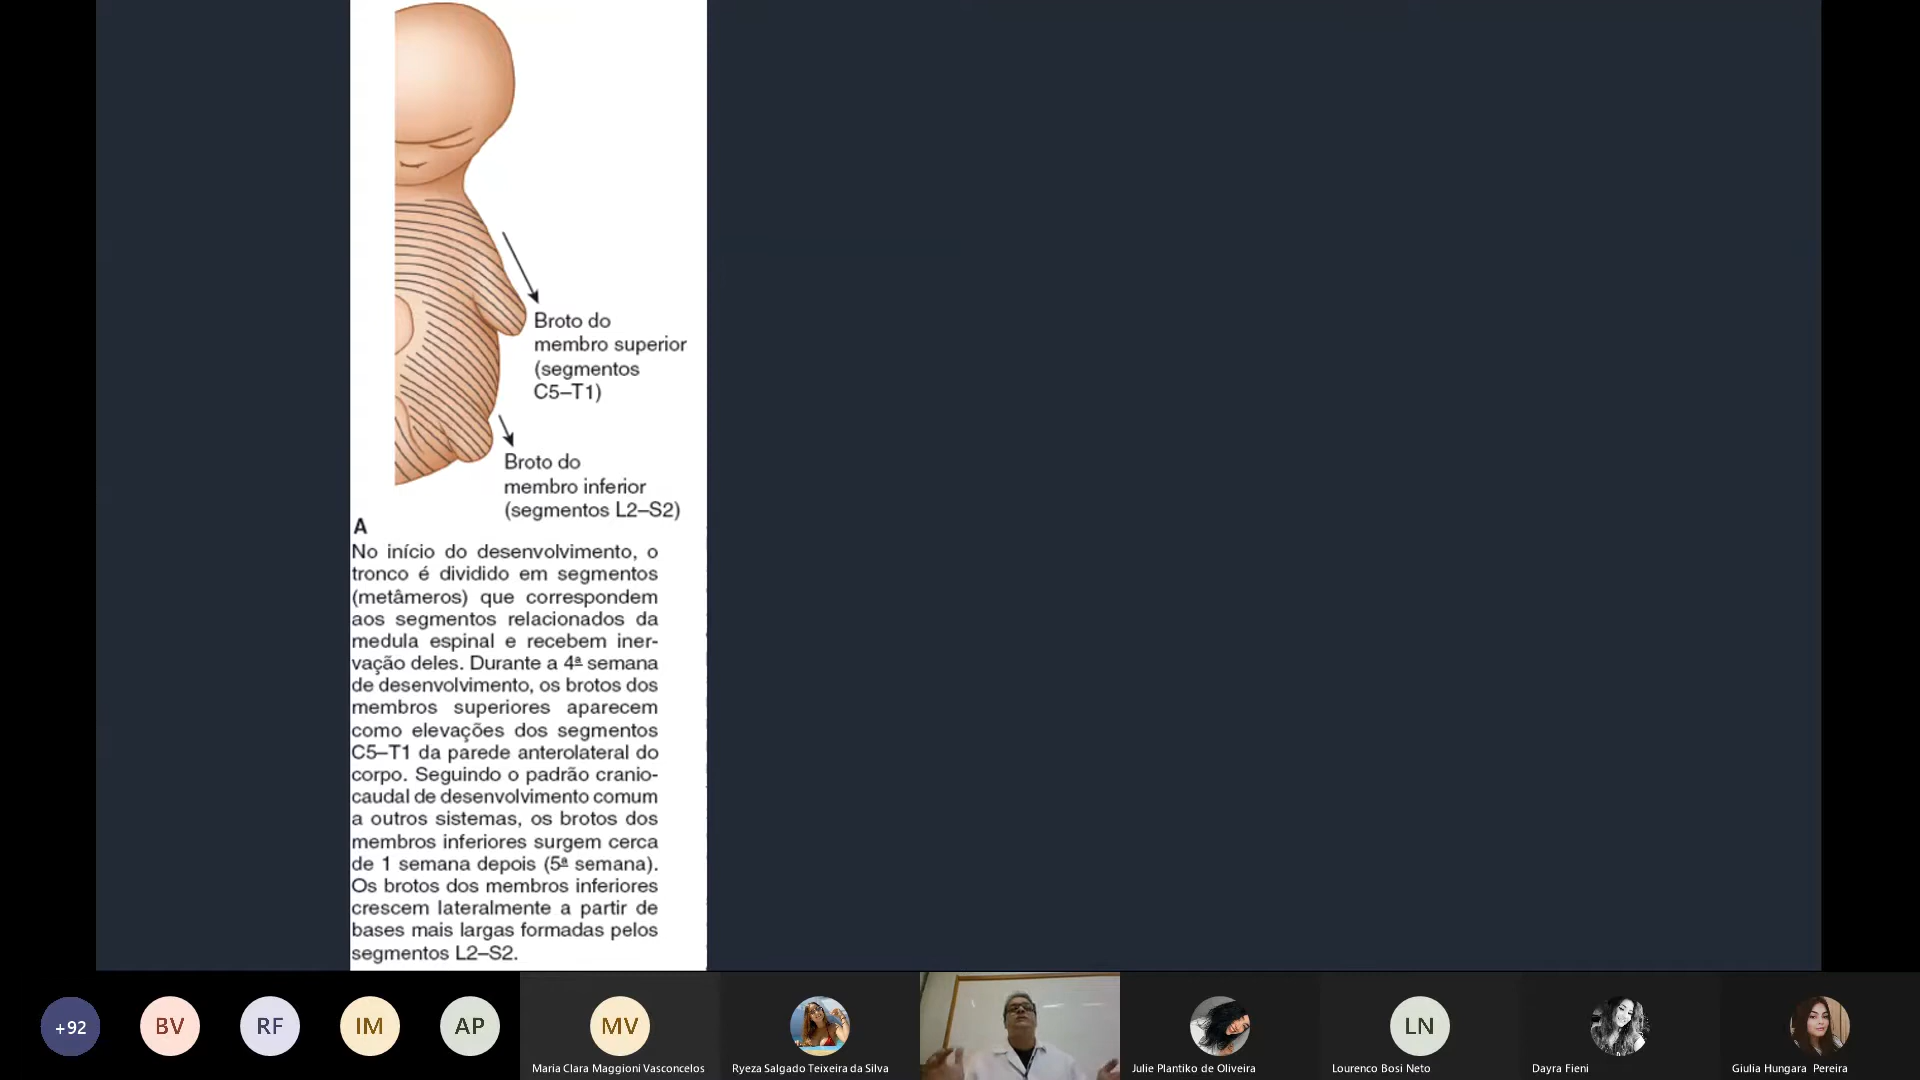 Broto do
membro superior
(segmentos
C5–T1)
Broto do
membro inferior
(segmentos L2–S2)
A
No início do desenvolvimento, o
tronco é dividido em segmentos
(metâmeros) que correspondem
aos segmentos relacionados da
medula espinal e recebem iner-
vação deles. Durante a 4ª semana
de desenvolvimento, os brotos dos
membros superiores aparecem
como elevações dos segmentos
C5–T1 da parede anterolateral do
corpo. Seguindo o padrão cranio-
caudal de desenvolvimento comum
a outros sistemas, os brotos dos
membros inferiores surgem cerca
de 1 semana depois (5ª semana).
Os brotos dos membros inferiores
crescem lateralmente a partir de
bases mais largas formadas pelos
segmentos L2–S2.
+92
BV
RF
IM
AP
MV
Maria Clara Maggioni Vasconcelos
Ryeza Salgado Teixeira da Silva
Julie Plantiko de Oliveira
LN
Lourenco Bosi Neto
Dayra Fieni
Giulia Hungara Pereira